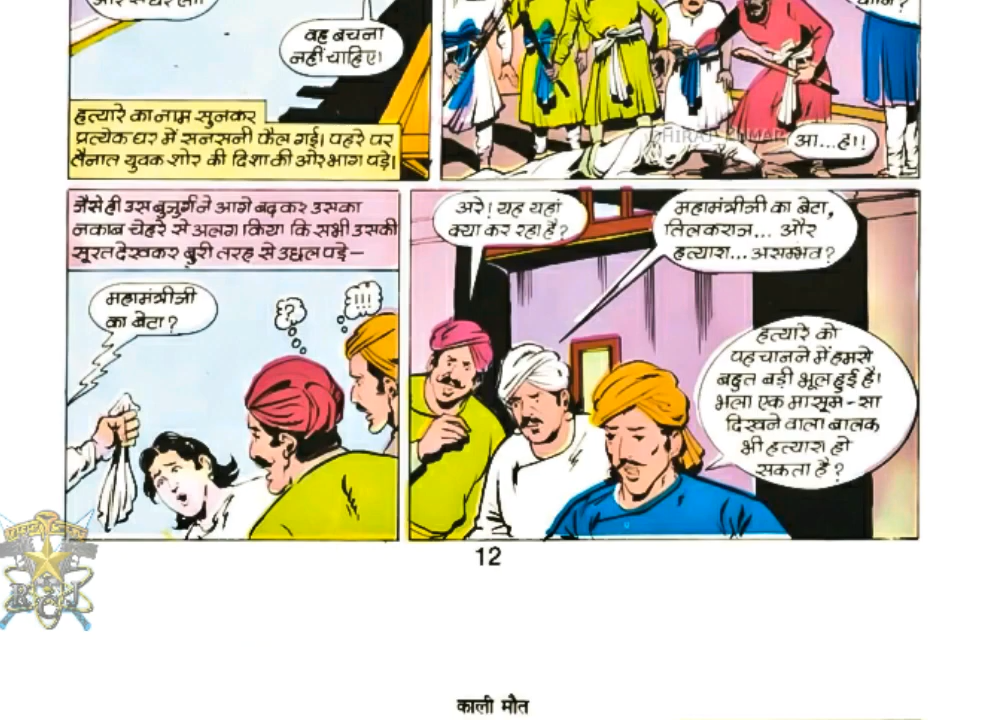 वह बचना
नहीं चाहिए।
हत्यारे का नाम सुनकर
प्रत्येक घर में सनसनी फैल गई। पहरे पर
तैनात युवक शोर की दिशा की ओर भाग पड़े।
आ...ह!!
जैसे ही उस बुजुर्ग ने आगे बढ़ कर उसका
नकाब चेहरे से अलग किया कि सभी उसकी
सूरत देखकर बुरी तरह से उछल पड़े—
महामंत्रीजी
का बेटा?
?
!!!
अरे! यह यहां
क्या कर रहा है?
महामंत्रीजी का बेटा,
तिलकराज... और
हत्यारा... असम्भव?
हत्यारे को
पहचानने में हमसे
बहुत बड़ी भूल हुई है।
भला एक मासूम-सा
दिखने वाला बालक
भी हत्यारा हो
सकता है?
12
RCJ
काली मौत